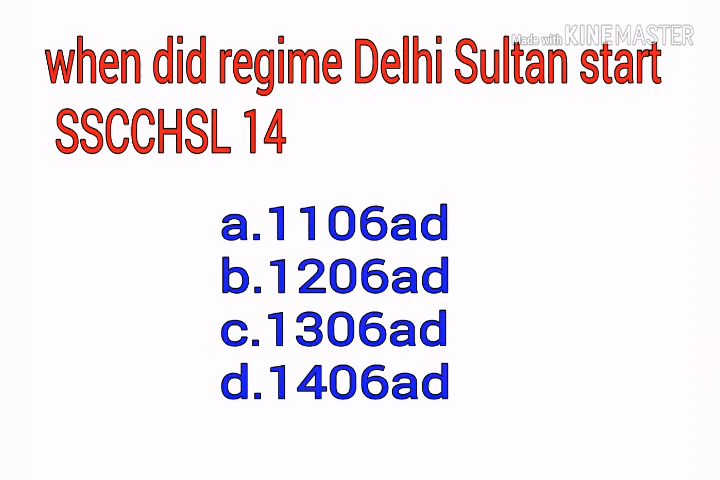 Made with KINEMASTER
when did regime Delhi Sultan start
SSCCHSL 14
a.1106ad
b.1206ad
c.1306ad
d.1406ad